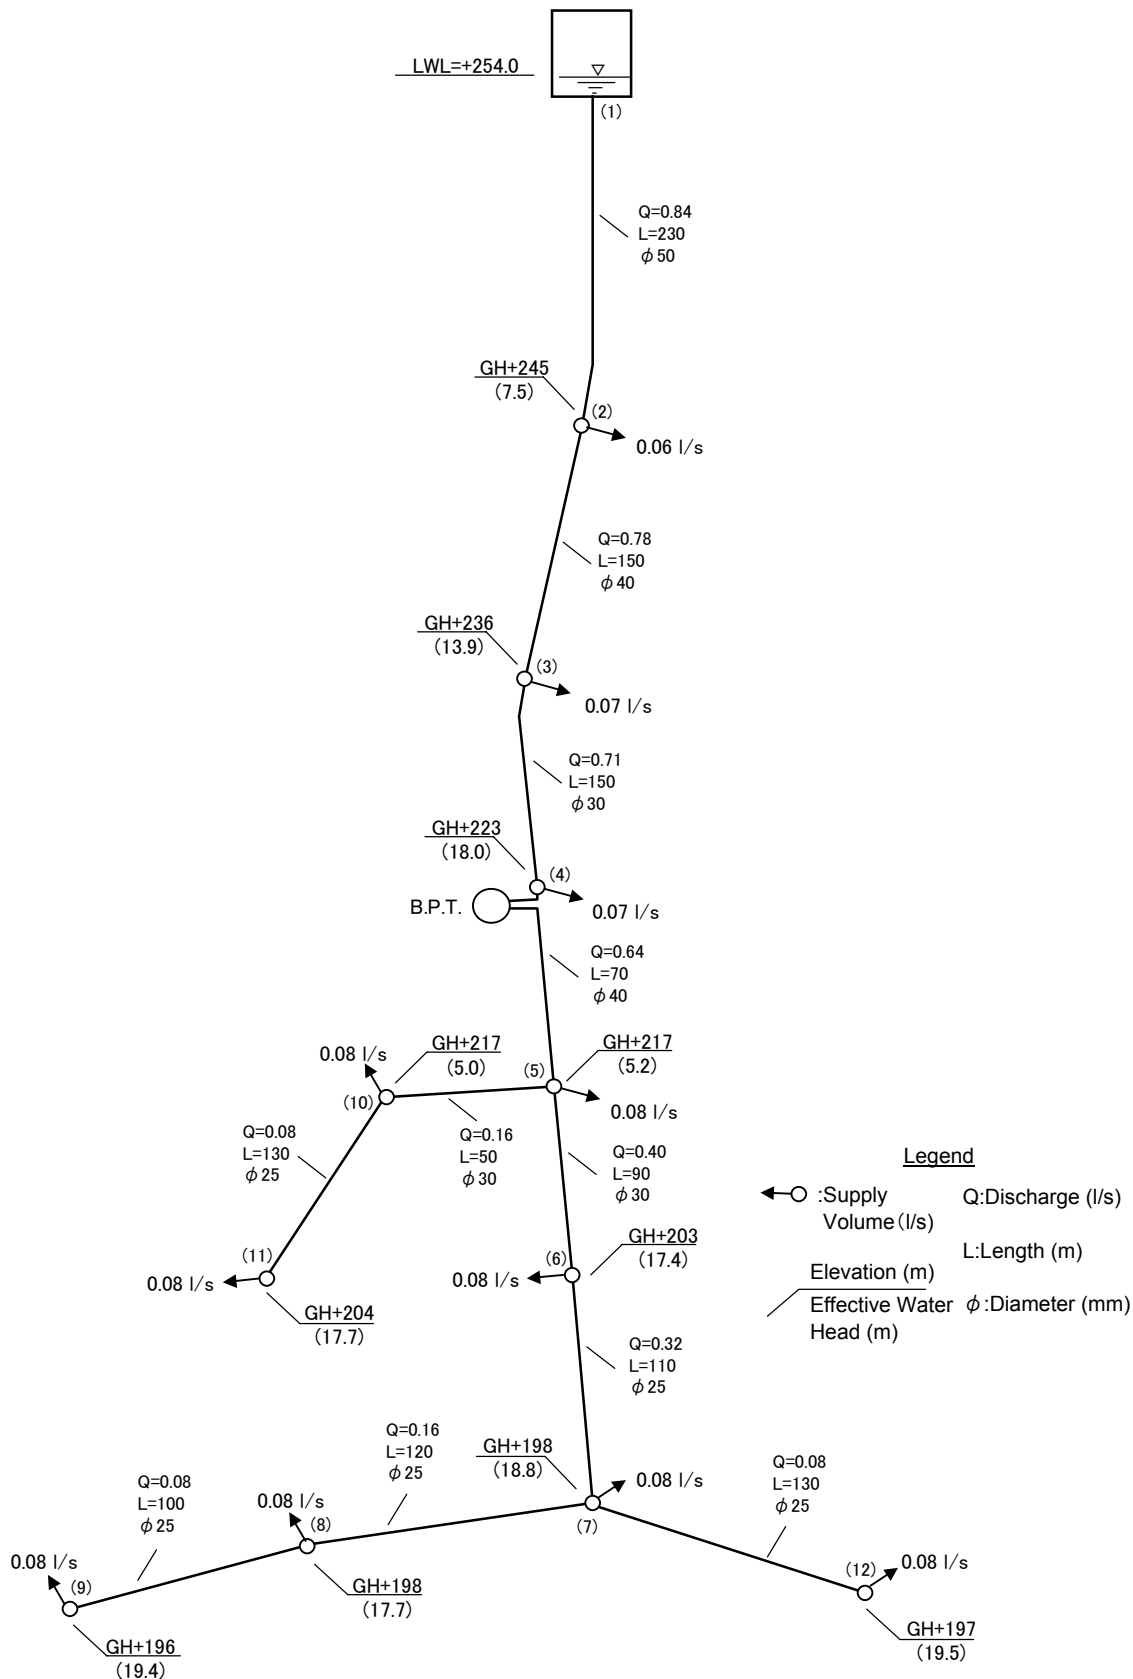 LWL=+254.0
(1)
Q=0.84
L=230
φ50
GH+245
(7.5)
(2)
0.06 l/s
Q=0.78
L=150
φ40
GH+236
(13.9)
(3)
0.07 l/s
Q=0.71
L=150
φ30
GH+223
(18.0)
(4)
B.P.T.
0.07 l/s
Q=0.64
L=70
φ40
0.08 l/s
GH+217
(5.0)
(5)
GH+217
(5.2)
(10)
0.08 l/s
Q=0.08
L=130
φ25
Q=0.16
L=50
φ30
Q=0.40
L=90
φ30
Legend
:Supply
Volume(l/s)
Q:Discharge (l/s)
L:Length (m)
Elevation (m)
Effective Water
Head (m)
φ:Diameter (mm)
(11)
0.08 l/s
GH+204
(17.7)
(6)
0.08 l/s
GH+203
(17.4)
Q=0.32
L=110
φ25
Q=0.16
L=120
φ25
GH+198
(18.8)
0.08 l/s
(7)
Q=0.08
L=130
φ25
Q=0.08
L=100
φ25
0.08 l/s
(8)
GH+198
(17.7)
0.08 l/s
(9)
GH+196
(19.4)
(12)
0.08 l/s
GH+197
(19.5)